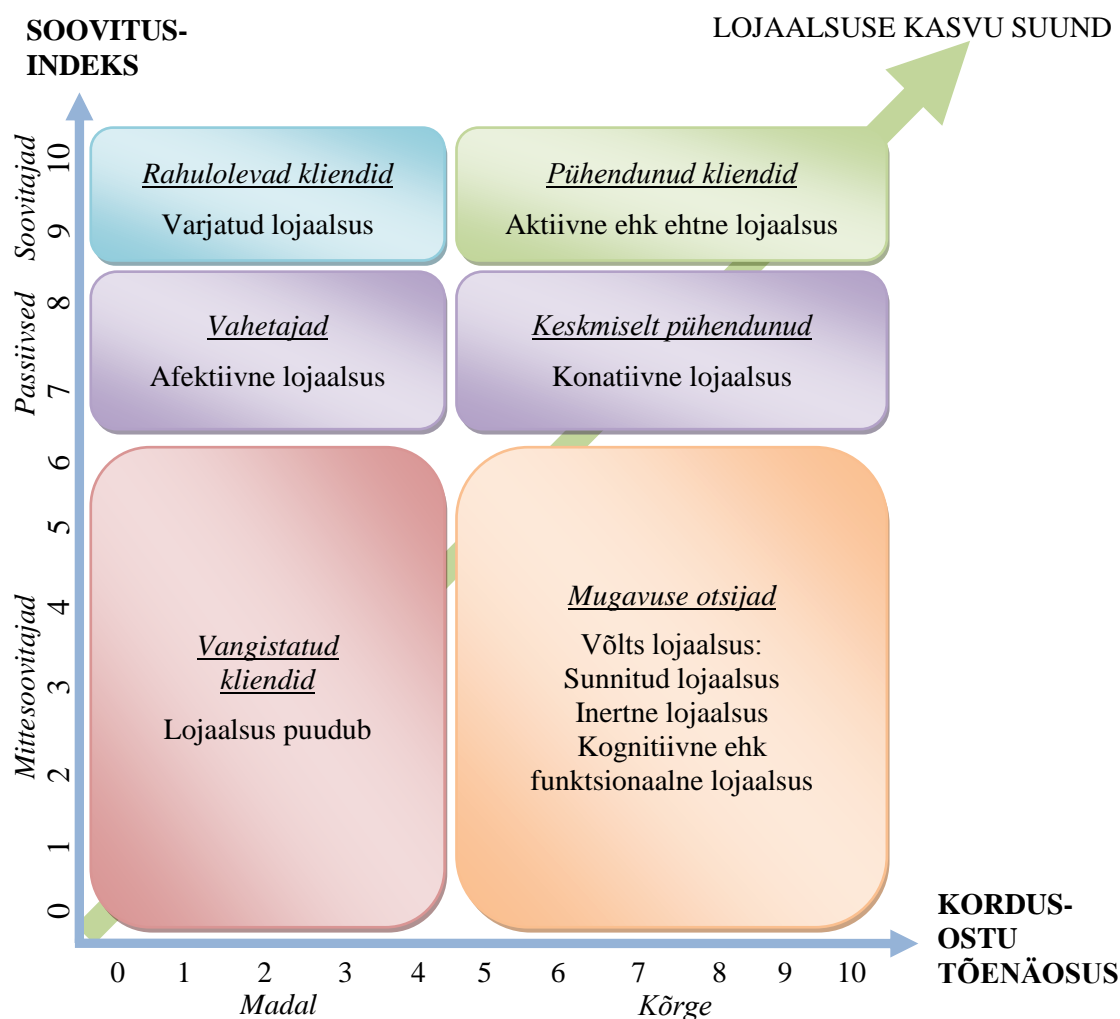 SOOVITUS-
INDEKS
LOJAALSUSE KASVU SUUND
Soovitajad
10
9
Rahulolevad kliendid
Varjatud lojaalsus
Pühendunud kliendid
Aktiivne ehk ehtne lojaalsus
Passiivsed
8
7
Vahetajad
Afektiivne lojaalsus
Keskmiselt pühendunud
Konatiivne lojaalsus
Mittesoovitajad
6
5
4
3
2
1
0
Vangistatud
kliendid
Lojaalsus puudub
Mugavuse otsijad
Võlts lojaalsus:
Sunnitud lojaalsus
Inertne lojaalsus
Kognitiivne ehk
funktsionaalne lojaalsus
KORDUS-
OSTU
TÕENÄOSUS
0 1 2 3 4 5 6 7 8 9 10
Madal Kõrge